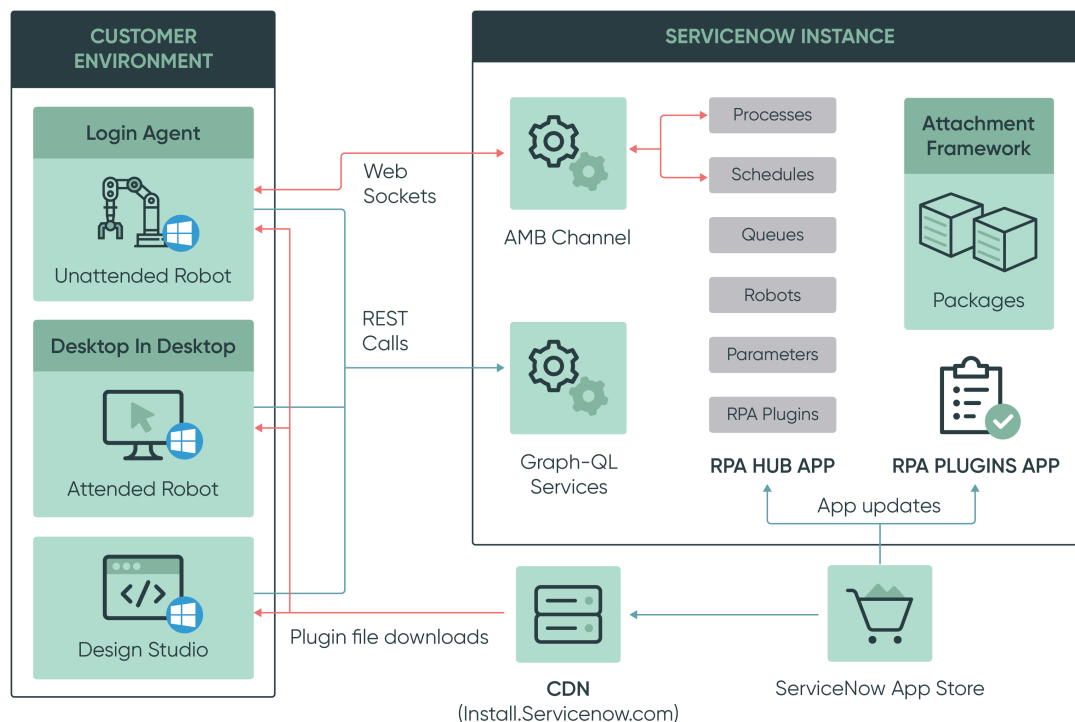 CUSTOMER
ENVIRONMENT
Login Agent
Unattended Robot
Desktop In Desktop
Attended Robot
</>
Design Studio
Web
Sockets
REST
Calls
Plugin file downloads
SERVICENOW INSTANCE
AMB Channel
Graph-QL
Services
Processes
Schedules
Queues
Robots
Parameters
RPA Plugins
RPA HUB APP
Attachment
Framework
Packages
RPA PLUGINS APP
App updates
CDN
(Install.Servicenow.com)
ServiceNow App Store